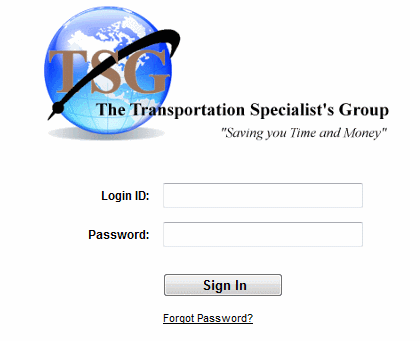 TSG
The Transportation Specialist's Group
"Saving you Time and Money"
Login ID:
Password:
Sign In
Forgot Password?